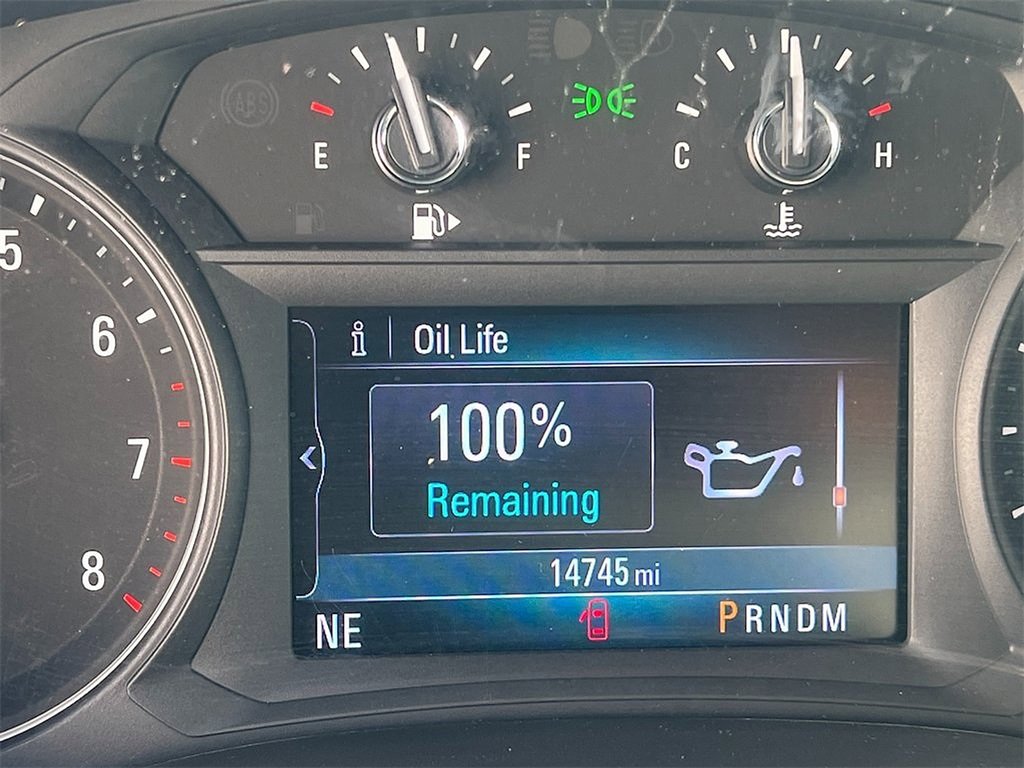 ABS
E F C H
5
6
7
8
i Oil Life
100%
Remaining
14745 mi
NE PRNDM